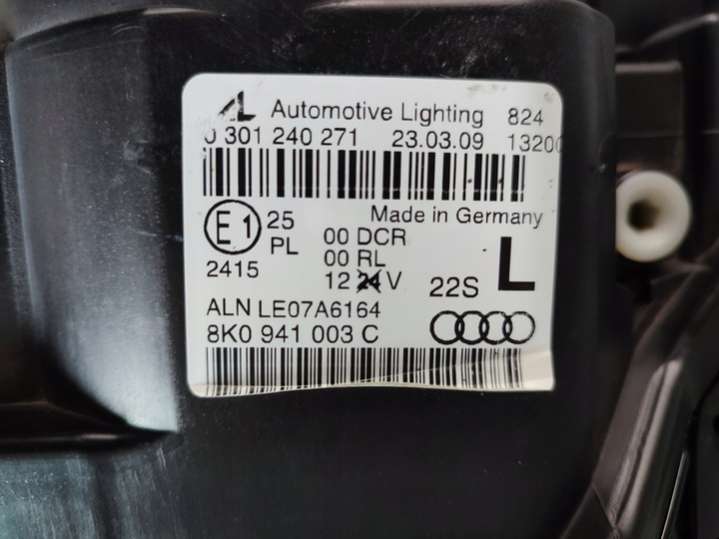 AL Automotive Lighting 824
0 301 240 271 23.03.09 13200
Made in Germany
E1 25 PL 00 DCR
2415 00 RL
12 24 V 22S L
ALN LE07A6164
8K0 941 003 C